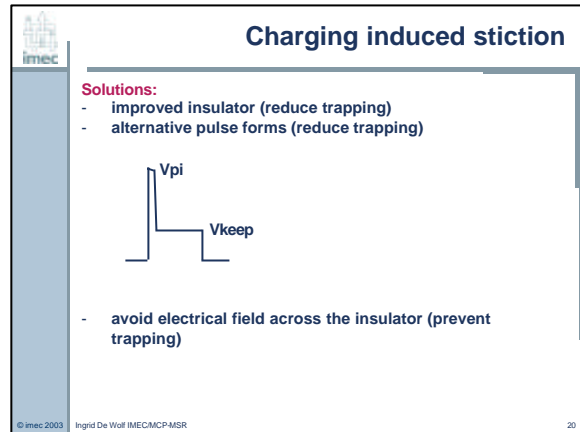 imec
Charging induced stiction
Solutions:
- improved insulator (reduce trapping)
- alternative pulse forms (reduce trapping)
Vpi
Vkeep
- avoid electrical field across the insulator (prevent
trapping)
© imec 2003 Ingrid De Wolf IMEC/MCP-MSR 20